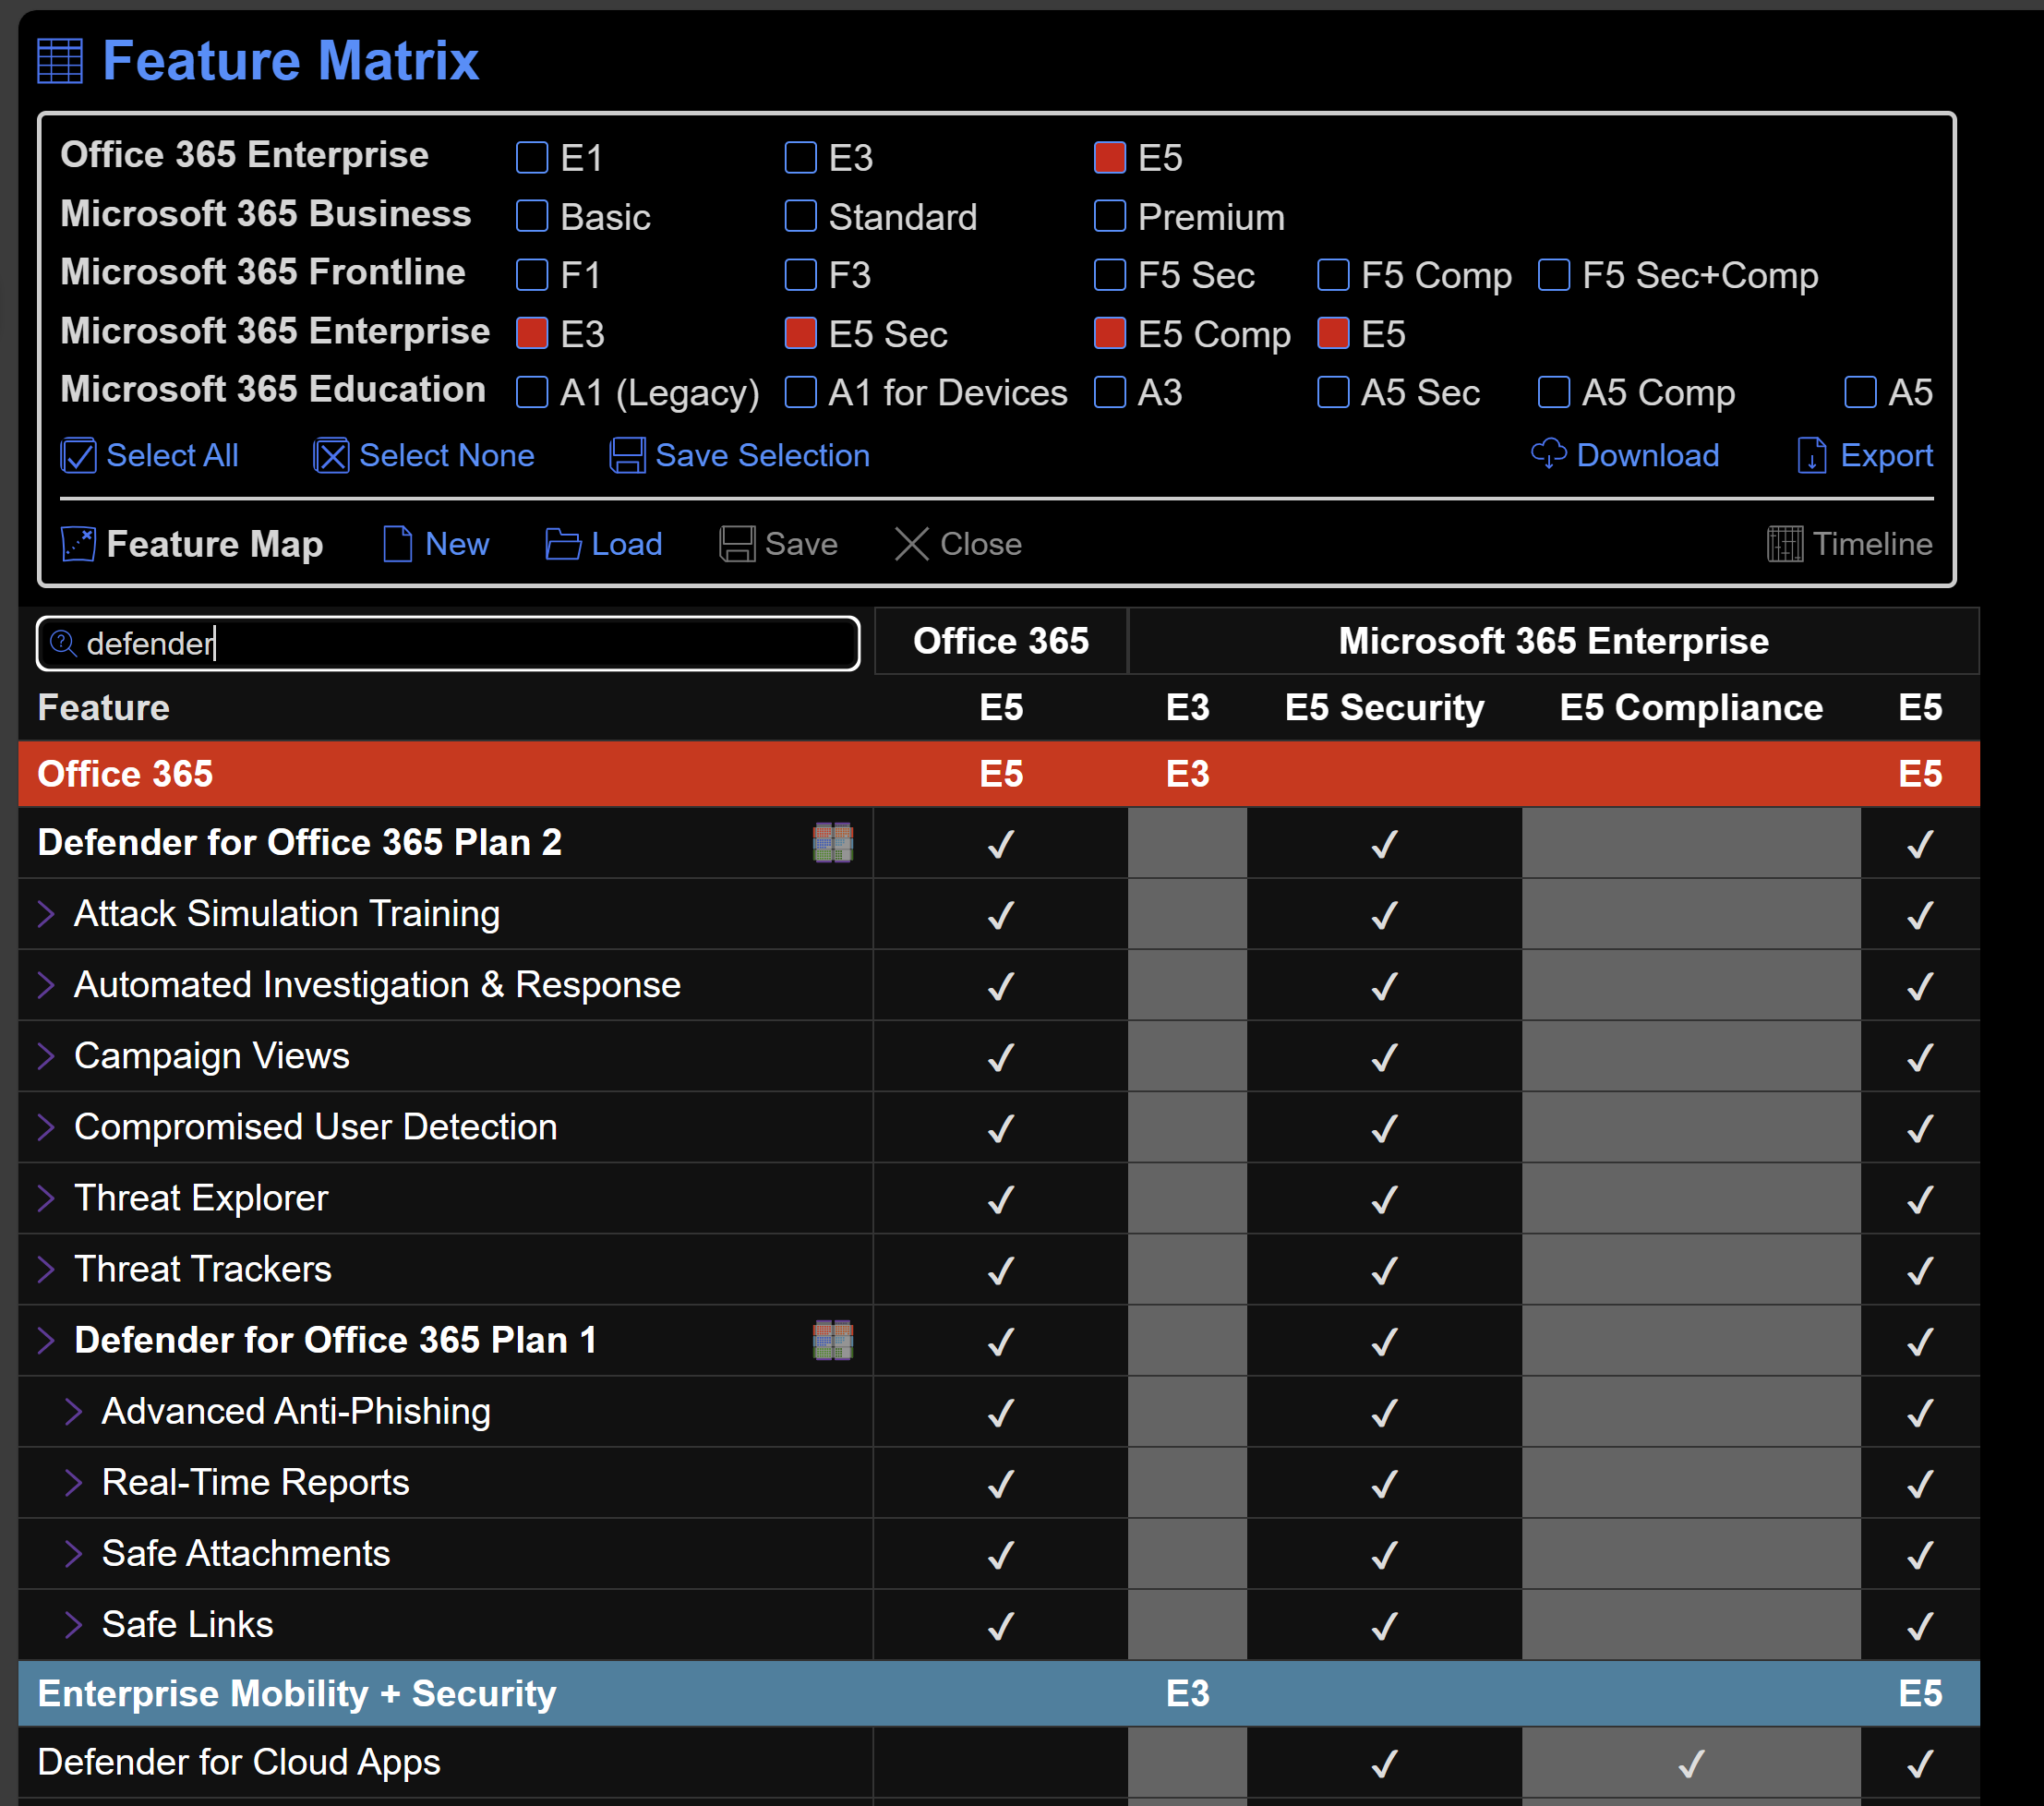 Feature Matrix
Office 365 Enterprise E1 E3 E5
Microsoft 365 Business Basic Standard Premium
Microsoft 365 Frontline F1 F3 F5 Sec F5 Comp F5 Sec+Comp
Microsoft 365 Enterprise E3 E5 Sec E5 Comp E5
Microsoft 365 Education A1 (Legacy) A1 for Devices A3 A5 Sec A5 Comp A5
Select All Select None Save Selection Download Export
Feature Map New Load Save Close Timeline
defender Office 365 Microsoft 365 Enterprise
Feature E5 E3 E5 Security E5 Compliance E5
Office 365 E5 E3 E5
Defender for Office 365 Plan 2 ✓ ✓ ✓
Attack Simulation Training ✓ ✓ ✓
Automated Investigation & Response ✓ ✓ ✓
Campaign Views ✓ ✓ ✓
Compromised User Detection ✓ ✓ ✓
Threat Explorer ✓ ✓ ✓
Threat Trackers ✓ ✓ ✓
Defender for Office 365 Plan 1 ✓ ✓ ✓
Advanced Anti-Phishing ✓ ✓ ✓
Real-Time Reports ✓ ✓ ✓
Safe Attachments ✓ ✓ ✓
Safe Links ✓ ✓ ✓
Enterprise Mobility + Security E3 E5
Defender for Cloud Apps ✓ ✓ ✓